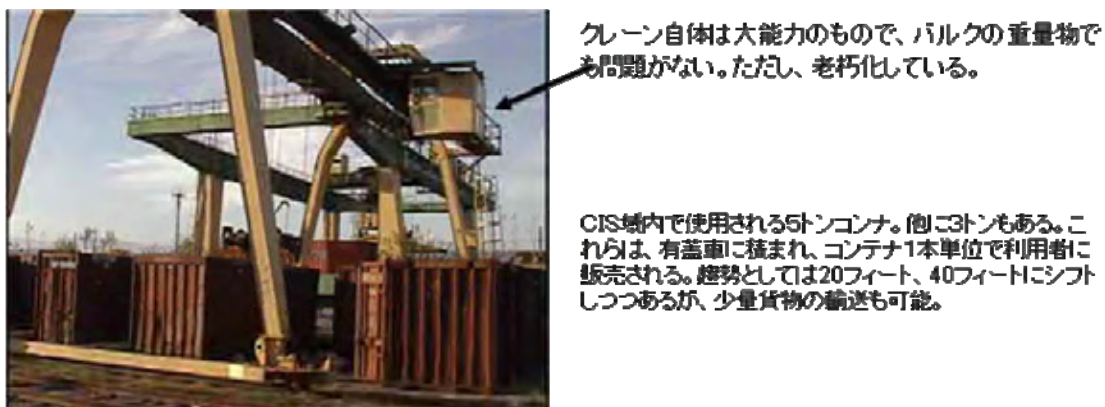 クレーン自体は大能力のもので、バルクの重量物で
も問題がない。ただし、老朽化している。
CIS域内で使用される5トンコンナ。他に3トンもある。こ
れらは、有蓋車に積まれ、コンテナ1本単位で利用者に
販売される。趨勢としては20フィート、40フィートにシフト
しつつあるが、少量貨物の輸送も可能。